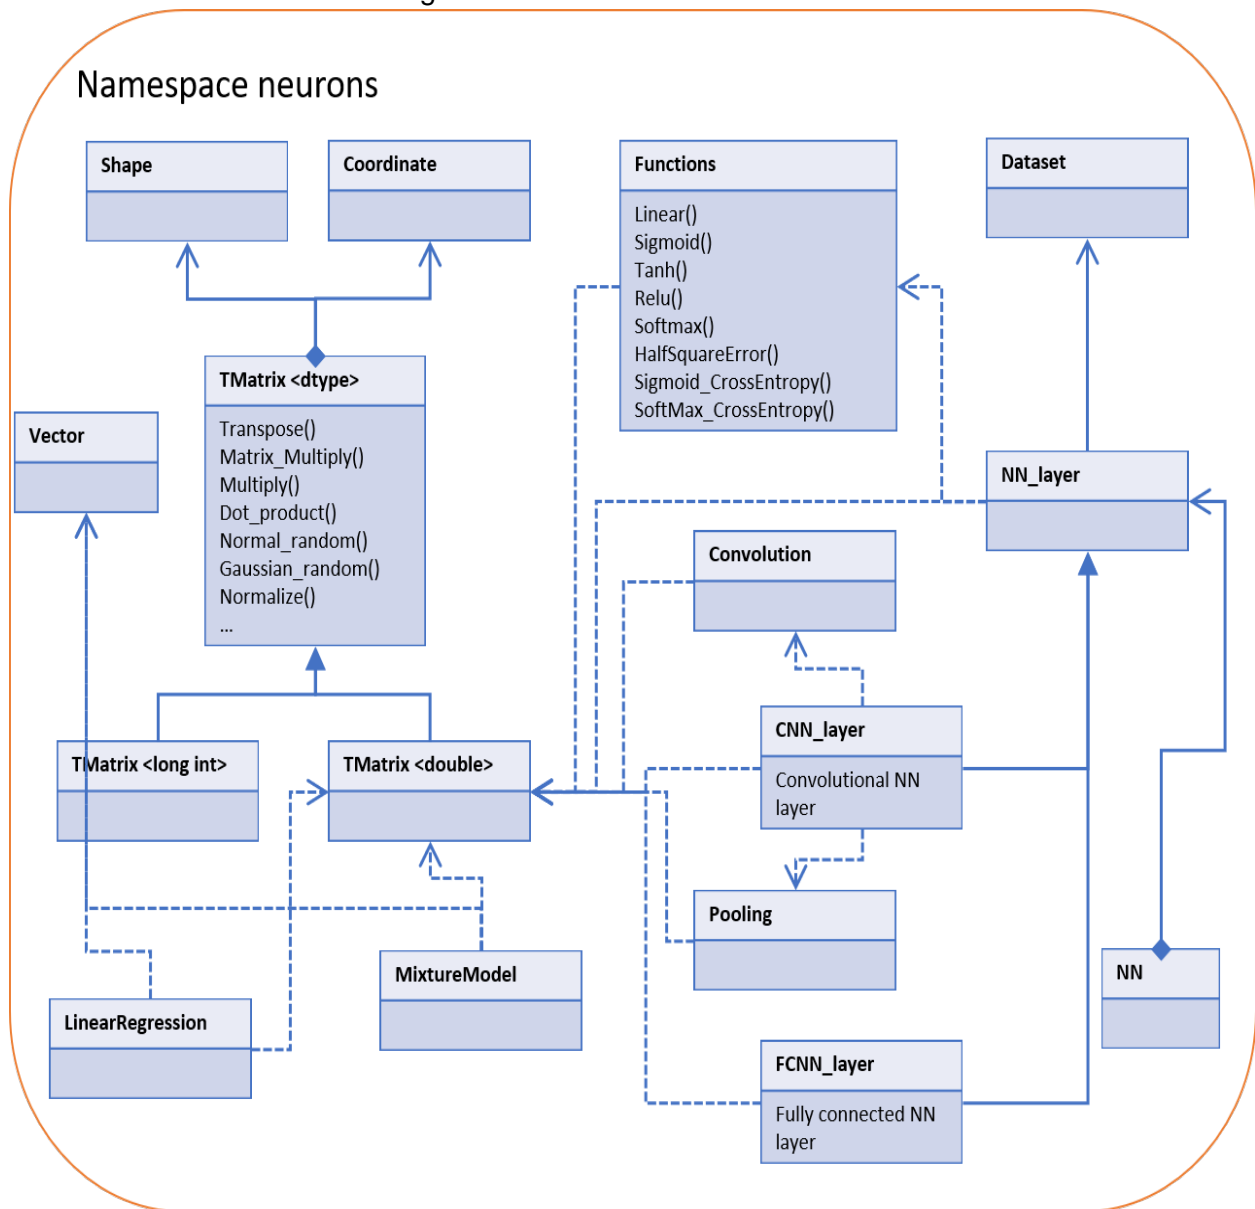 Namespace neurons
Shape
Coordinate
Functions
Linear()
Sigmoid()
Tanh()
Relu()
Softmax()
HalfSquareError()
Sigmoid_CrossEntropy()
SoftMax_CrossEntropy()
Dataset
TMatrix <dtype>
Transpose()
Matrix_Multiply()
Multiply()
Dot_product()
Normal_random()
Gaussian_random()
Normalize()
...
Vector
NN_layer
Convolution
TMatrix <long int>
TMatrix <double>
CNN_layer
Convolutional NN
layer
Pooling
MixtureModel
NN
LinearRegression
FCNN_layer
Fully connected NN
layer